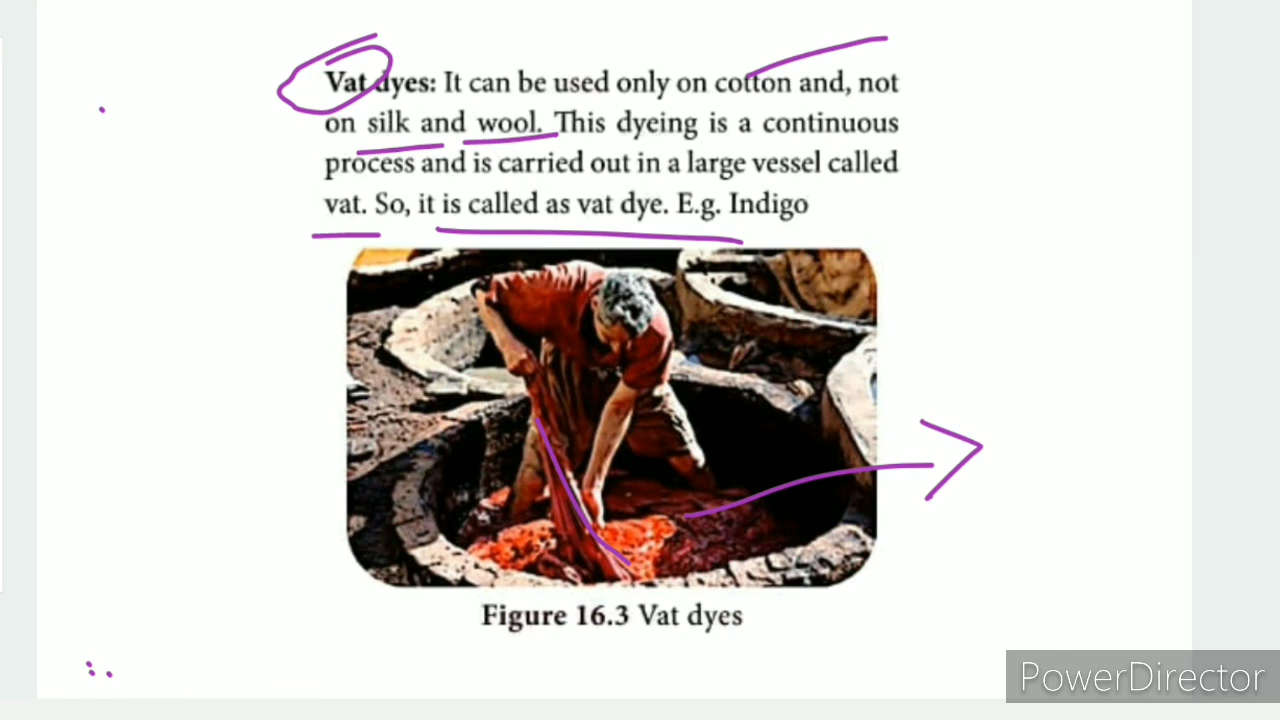 Vat dyes: It can be used only on cotton and, not
on silk and wool. This dyeing is a continuous
process and is carried out in a large vessel called
vat. So, it is called as vat dye. E.g. Indigo
Figure 16.3 Vat dyes
PowerDirector